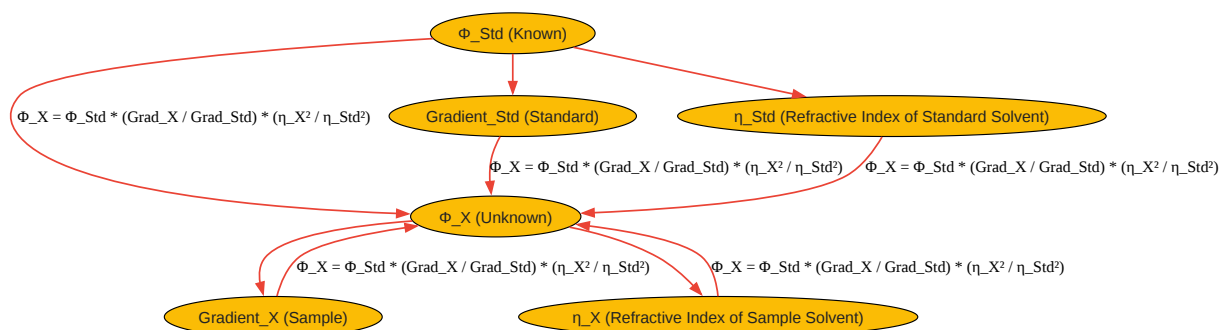 Φ_Std (Known)
Φ_X = Φ_Std * (Grad_X / Grad_Std) * (η_X² / η_Std²)
Gradient_Std (Standard)
η_Std (Refractive Index of Standard Solvent)
Φ_X = Φ_Std * (Grad_X / Grad_Std) * (η_X² / η_Std²)
Φ_X = Φ_Std * (Grad_X / Grad_Std) * (η_X² / η_Std²)
Φ_X (Unknown)
Φ_X = Φ_Std * (Grad_X / Grad_Std) * (η_X² / η_Std²)
Φ_X = Φ_Std * (Grad_X / Grad_Std) * (η_X² / η_Std²)
Gradient_X (Sample)
η_X (Refractive Index of Sample Solvent)